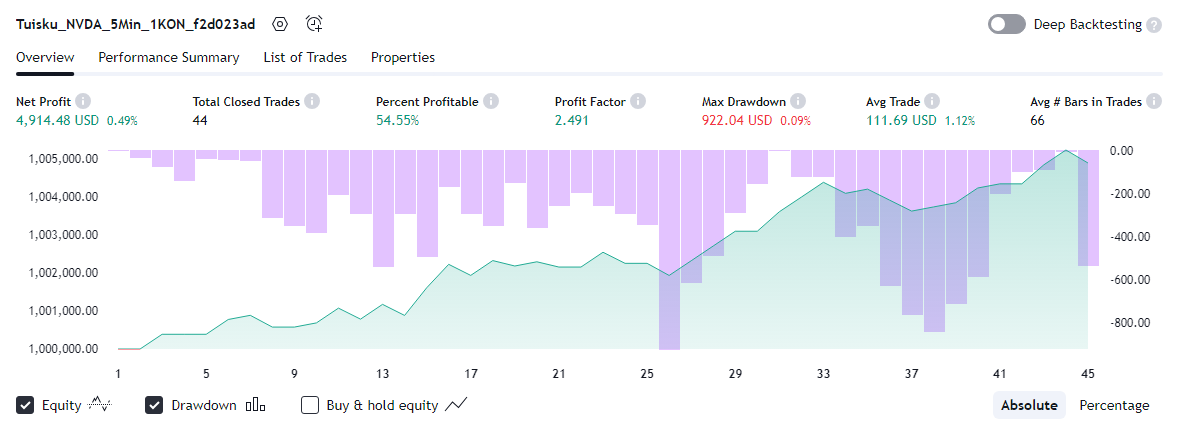 Tuisku_NVDA_5Min_1KON_f2d023ad Deep Backtesting ?
Overview Performance Summary List of Trades Properties
Net Profit Total Closed Trades Percent Profitable Profit Factor Max Drawdown Avg Trade Avg # Bars in Trades
4,914.48 USD 0.49% 44 54.55% 2.491 922.04 USD 0.09% 111.69 USD 1.12% 66
1,005,000.00 0.00
1,004,000.00 -200.00
1,003,000.00 -400.00
1,002,000.00 -600.00
1,001,000.00 -800.00
1,000,000.00
1 5 9 13 17 21 25 29 33 37 41 45
Equity Drawdown Buy & hold equity Absolute Percentage